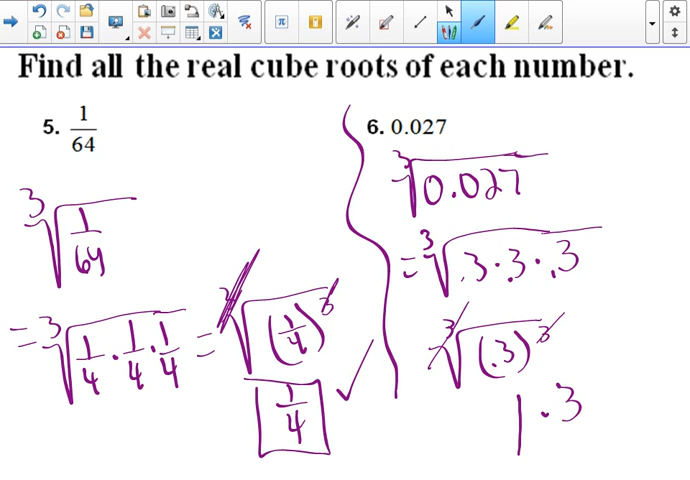 Find all the real cube roots of each number.
5. 1/64
∛(1/64)
= ∛(1/4 · 1/4 · 1/4) = ∛((1/4)^3)
1/4 ✓
6. 0.027
∛0.027
= ∛(.3 · .3 · .3)
∛((.3)^3)
.3